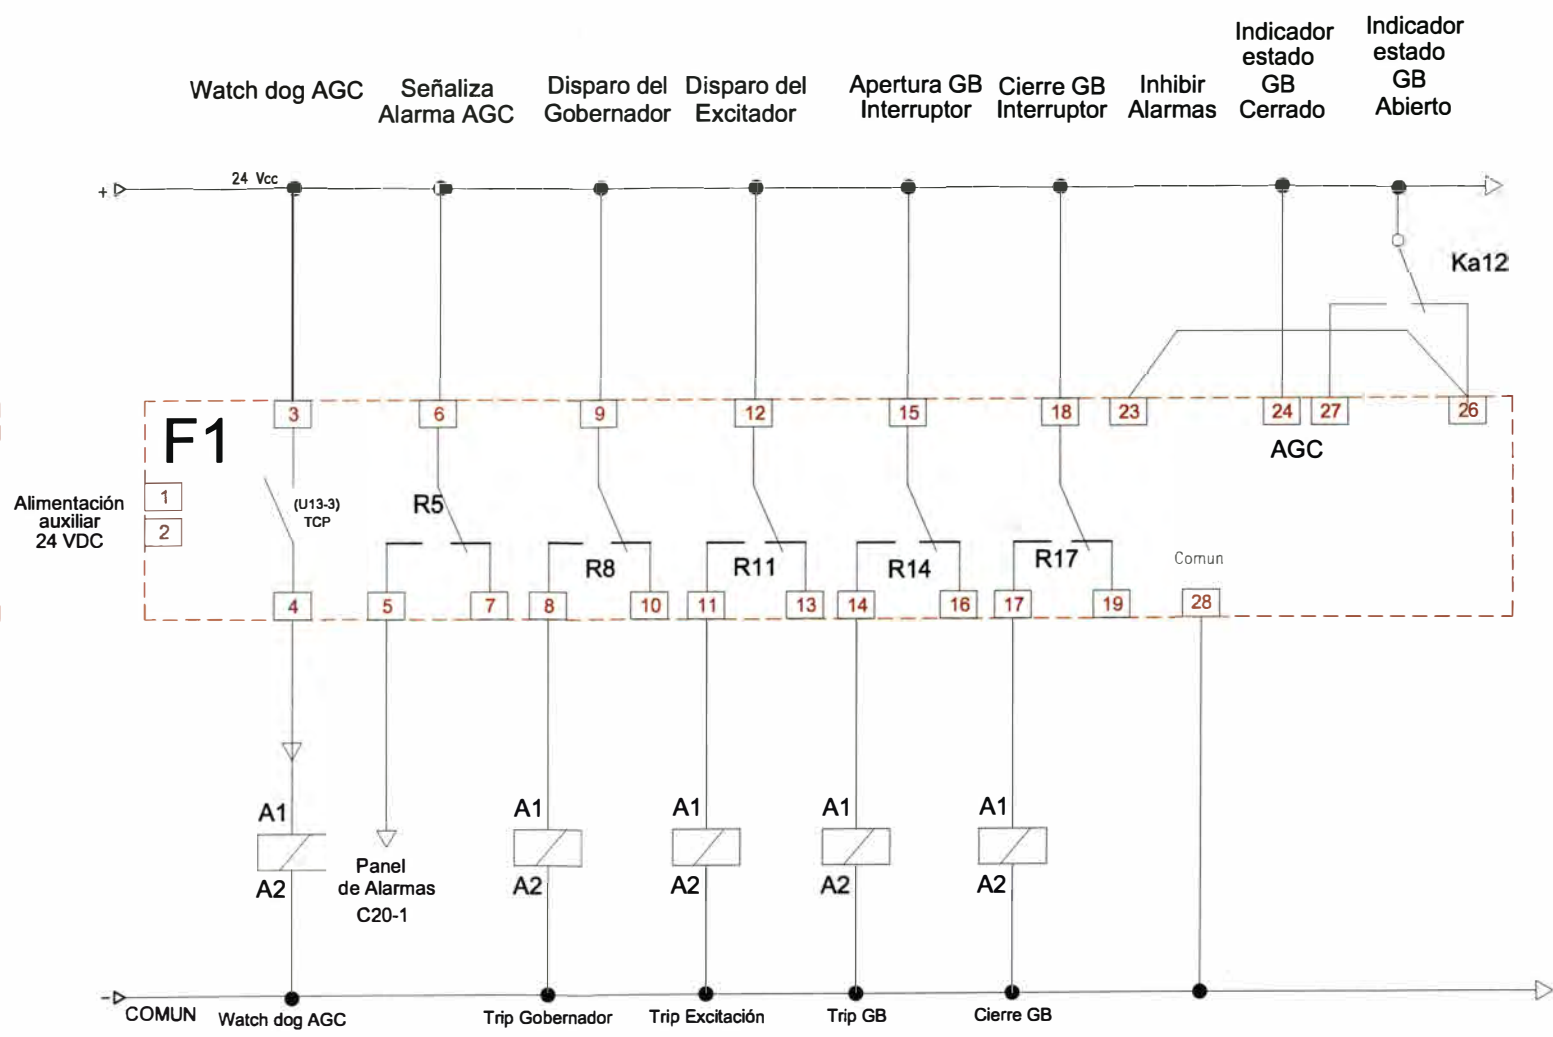 Watch dog AGC
Señaliza
Alarma AGC
Disparo del
Gobernador
Disparo del
Excitador
Apertura GB
Interruptor
Cierre GB
Interruptor
Inhibir
Alarmas
Indicador
estado
GB
Cerrado
Indicador
estado
GB
Abierto
+
24 Vcc
Ka12
F1
3
6
9
12
15
18
23
24
27
26
AGC
Alimentación
auxiliar
24 VDC
1
2
(U13-3)
TCP
R5
R8
R11
R14
R17
Comun
4
5
7
8
10
11
13
14
16
17
19
28
A1
A2
Panel
de Alarmas
C20-1
A1
A2
A1
A2
A1
A2
A1
A2
−
COMUN
Watch dog AGC
Trip Gobernador
Trip Excitación
Trip GB
Cierre GB